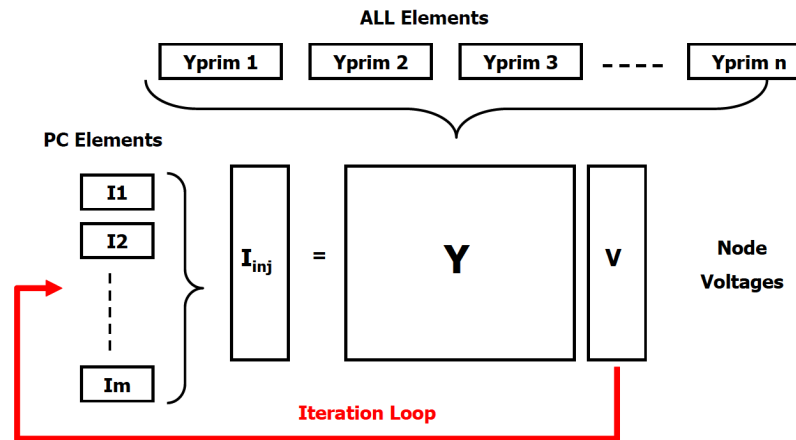 ALL Elements
Yprim 1 Yprim 2 Yprim 3 Yprim n
PC Elements
I1
I2
Im
Iinj = Y V
Node
Voltages
Iteration Loop